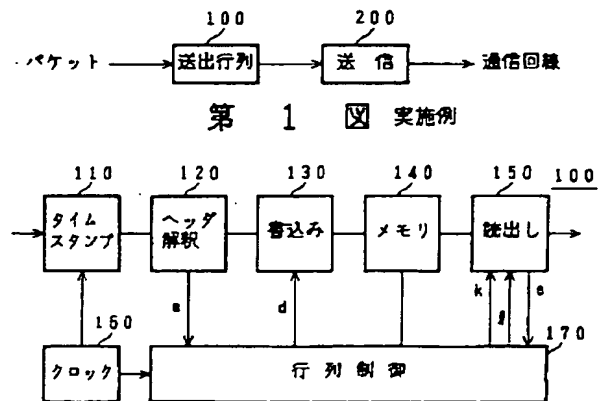 100 200
パケット 送出行列 送信 通信回線
第 1 図 実施例
110 120 130 140 150 100
タイムスタンプ ヘッダ解釈 書込み メモリ 読出し
a d k l e
160 170
クロック 行列制御